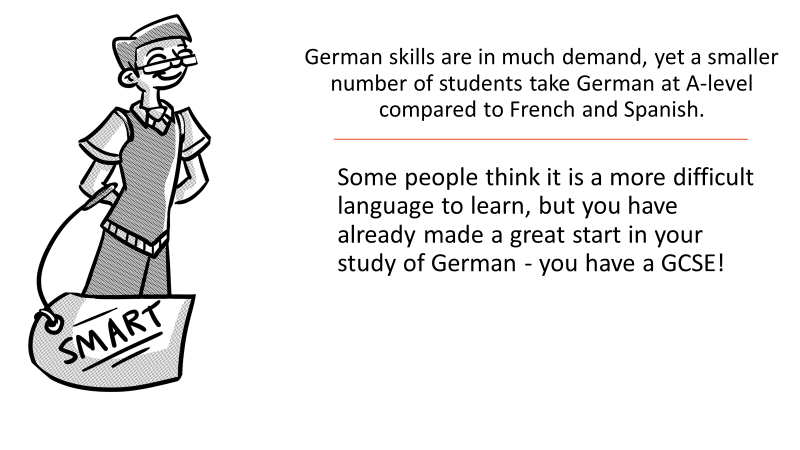 German skills are in much demand, yet a smaller
number of students take German at A-level
compared to French and Spanish.
Some people think it is a more difficult
language to learn, but you have
already made a great start in your
study of German - you have a GCSE!
SMART